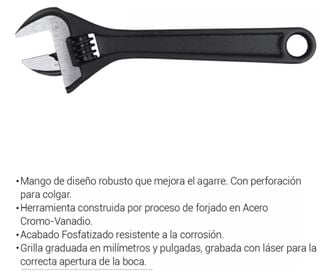 •Mango de diseño robusto que mejora el agarre. Con perforación
para colgar.
•Herramienta construida por proceso de forjado en Acero
Cromo-Vanadio.
•Acabado Fosfatizado resistente a la corrosión.
•Grilla graduada en milímetros y pulgadas, grabada con láser para la
correcta apertura de la boca.